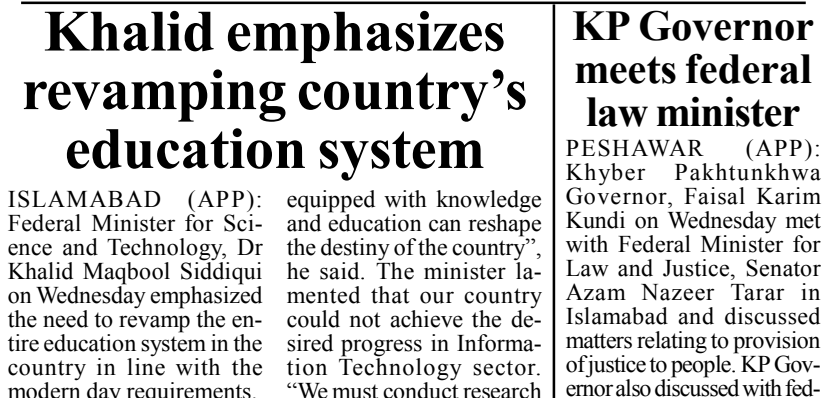 Khalid emphasizes
revamping country's
education system
ISLAMABAD (APP):
Federal Minister for Sci-
ence and Technology, Dr
Khalid Maqbool Siddiqui
on Wednesday emphasized
the need to revamp the en-
tire education system in the
country in line with the
modern day requirements.
equipped with knowledge
and education can reshape
the destiny of the country”,
he said. The minister la-
mented that our country
could not achieve the de-
sired progress in Informa-
tion Technology sector.
“We must conduct research
KP Governor
meets federal
law minister
PESHAWAR (APP):
Khyber Pakhtunkhwa
Governor, Faisal Karim
Kundi on Wednesday met
with Federal Minister for
Law and Justice, Senator
Azam Nazeer Tarar in
Islamabad and discussed
matters relating to provision
of justice to people. KP Gov-
ernor also discussed with fed-